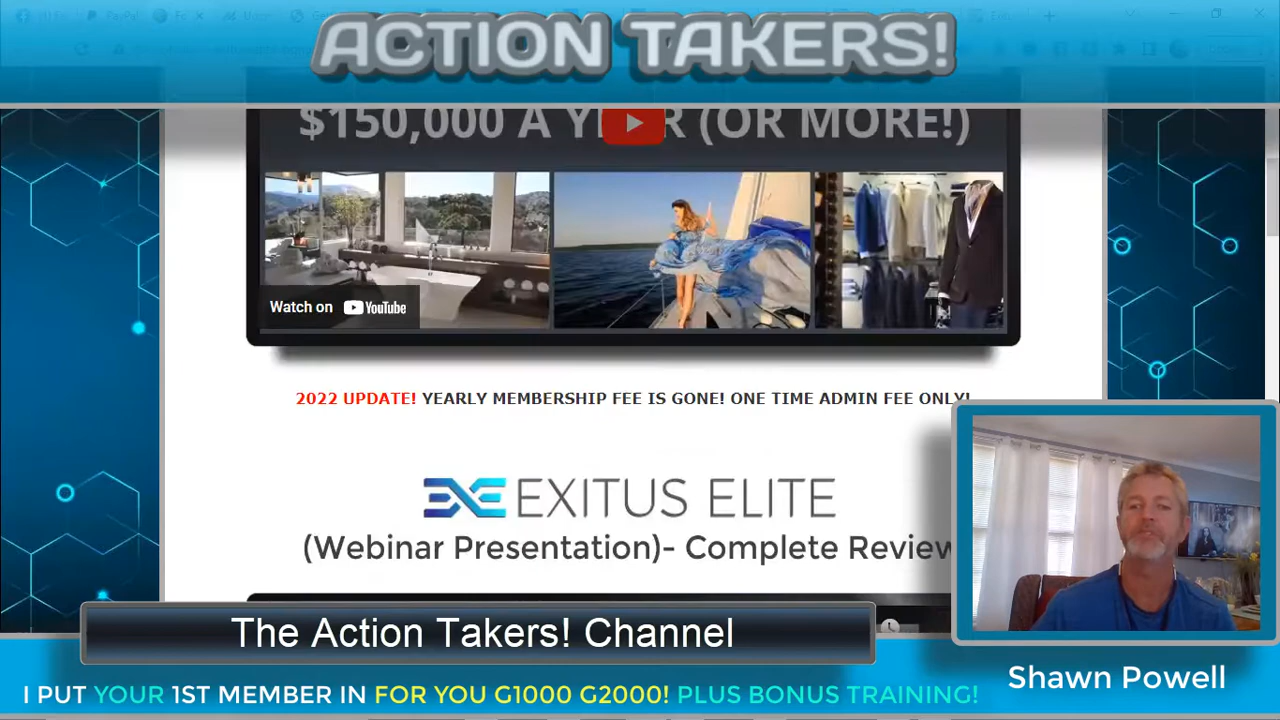 ACTION TAKERS!
$150,000 A YEAR (OR MORE!)
Watch on YouTube
2022 UPDATE! YEARLY MEMBERSHIP FEE IS GONE! ONE TIME ADMIN FEE ONLY!
EXITUS ELITE
(Webinar Presentation)- Complete Review
The Action Takers! Channel
Shawn Powell
I PUT YOUR 1ST MEMBER IN FOR YOU G1000 G2000! PLUS BONUS TRAINING!